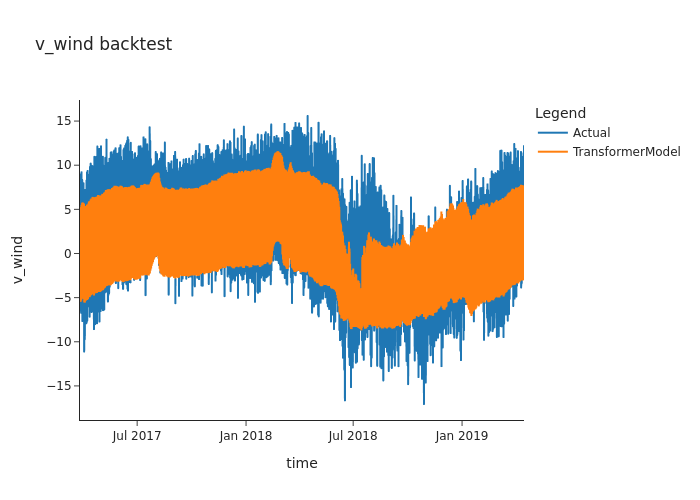 v_wind backtest
Legend
Actual
TransformerModel
15
10
5
0
−5
−10
−15
v_wind
Jul 2017
Jan 2018
Jul 2018
Jan 2019
time